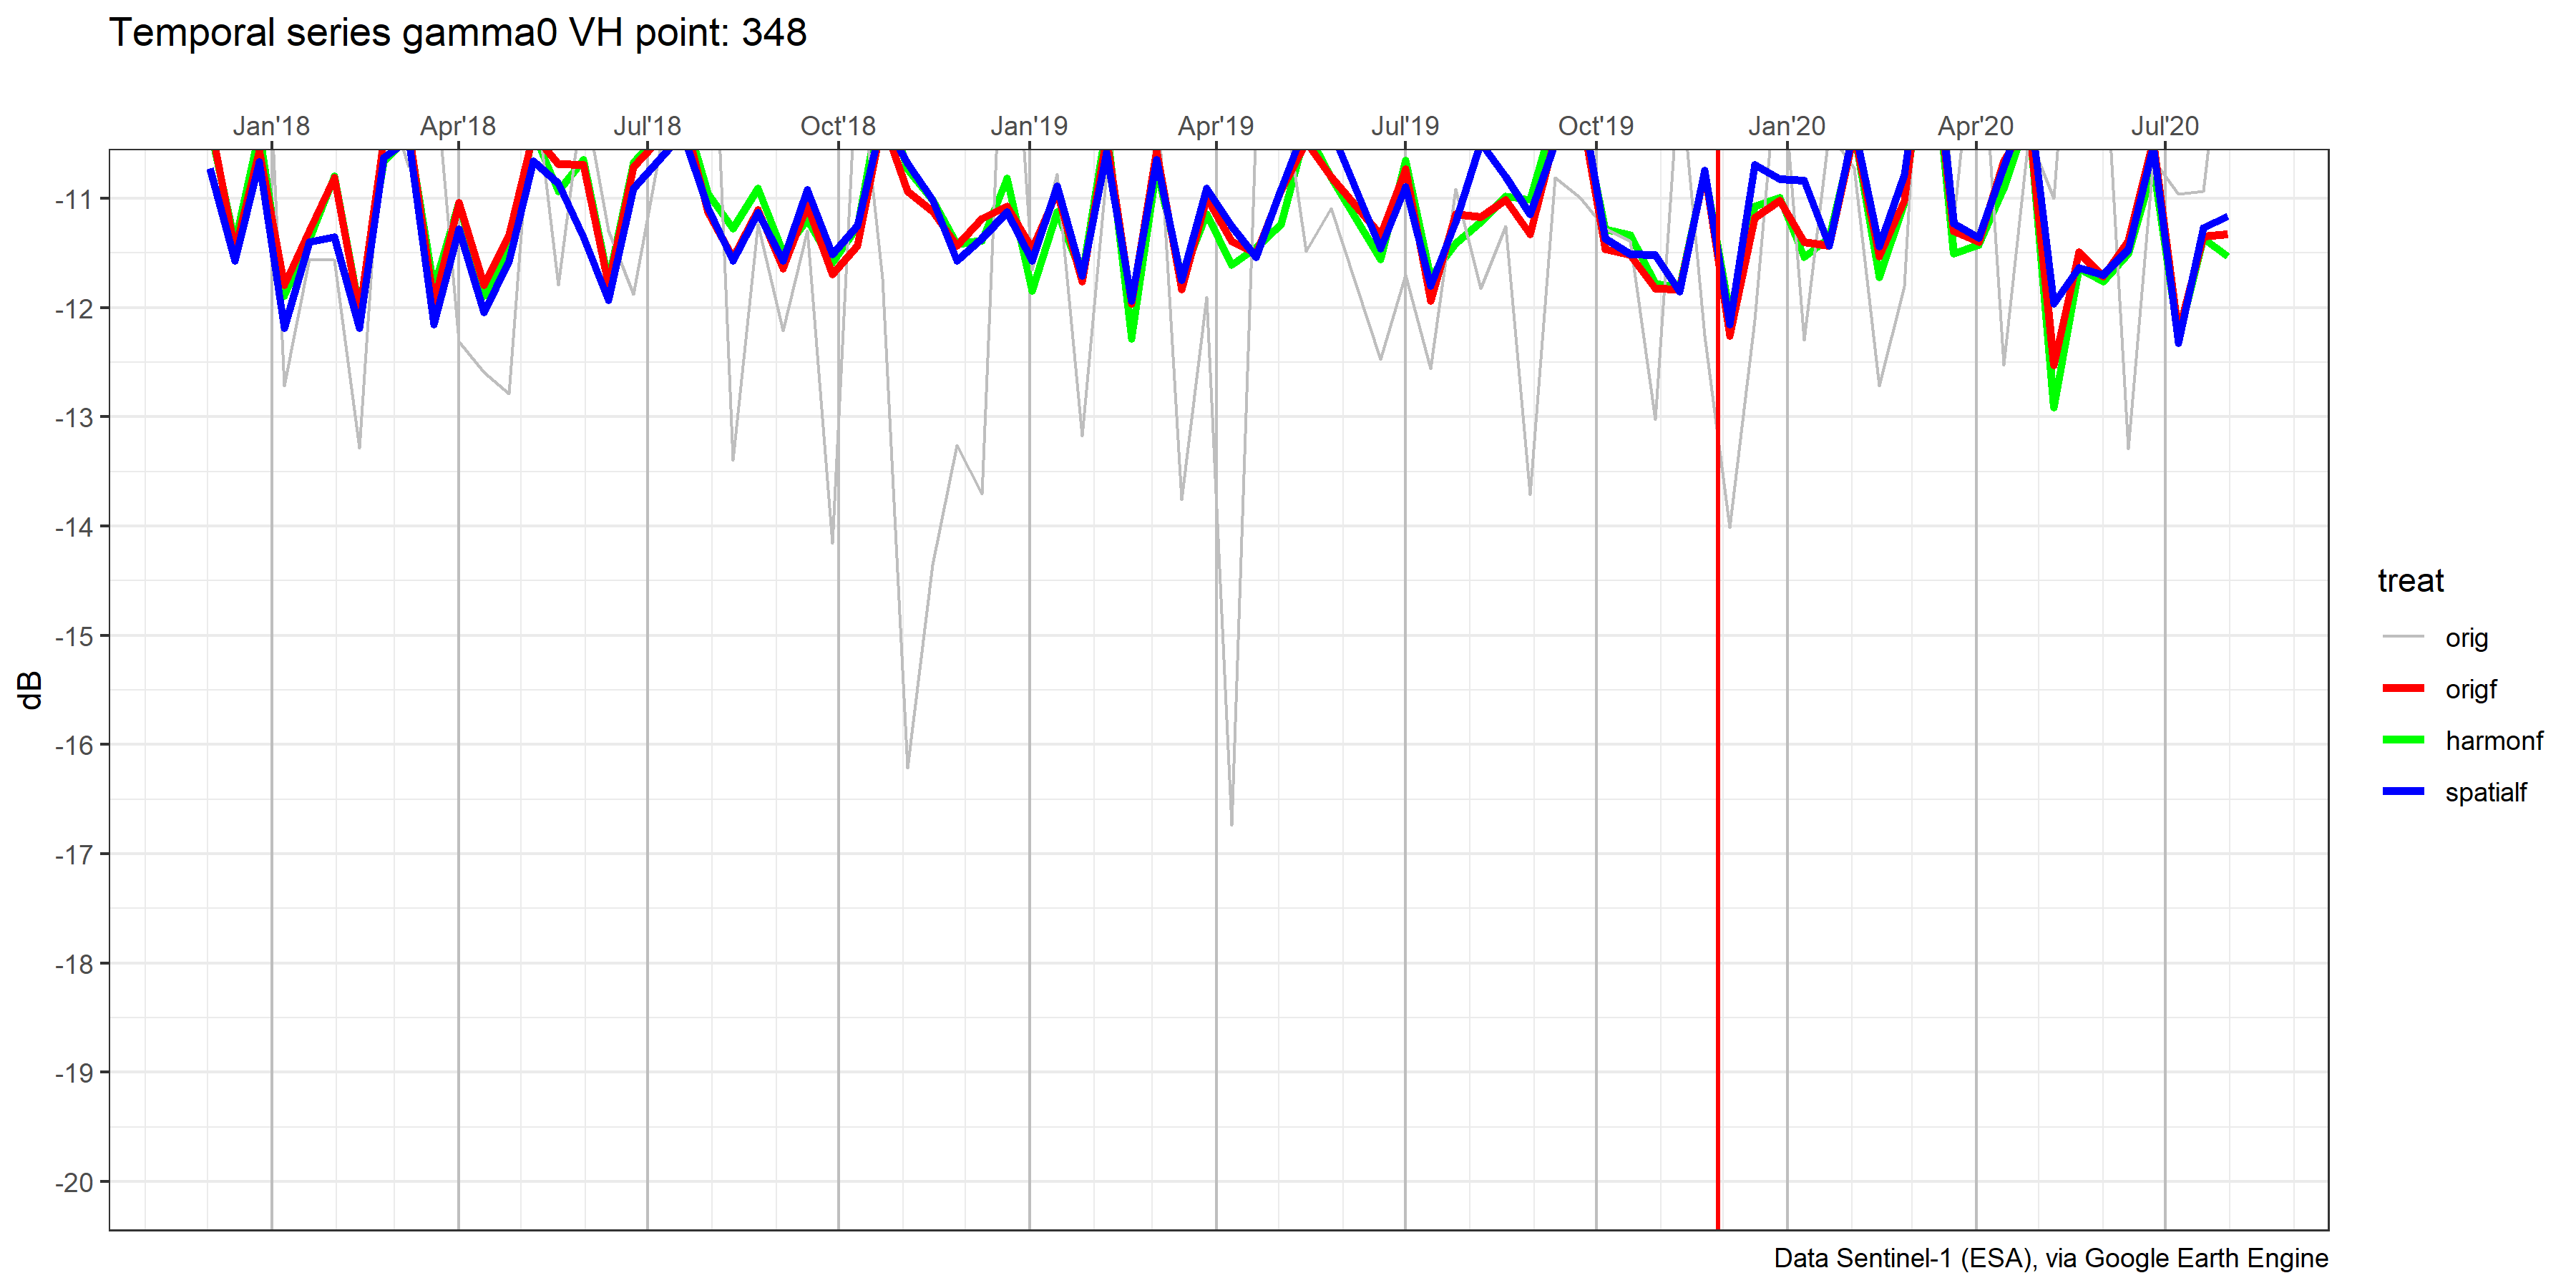 Temporal series gamma0 VH point: 348
Jan'18 Apr'18 Jul'18 Oct'18 Jan'19 Apr'19 Jul'19 Oct'19 Jan'20 Apr'20 Jul'20
-11
-12
-13
-14
-15
-16
-17
-18
-19
-20
dB
treat
orig
origf
harmonf
spatialf
Data Sentinel-1 (ESA), via Google Earth Engine